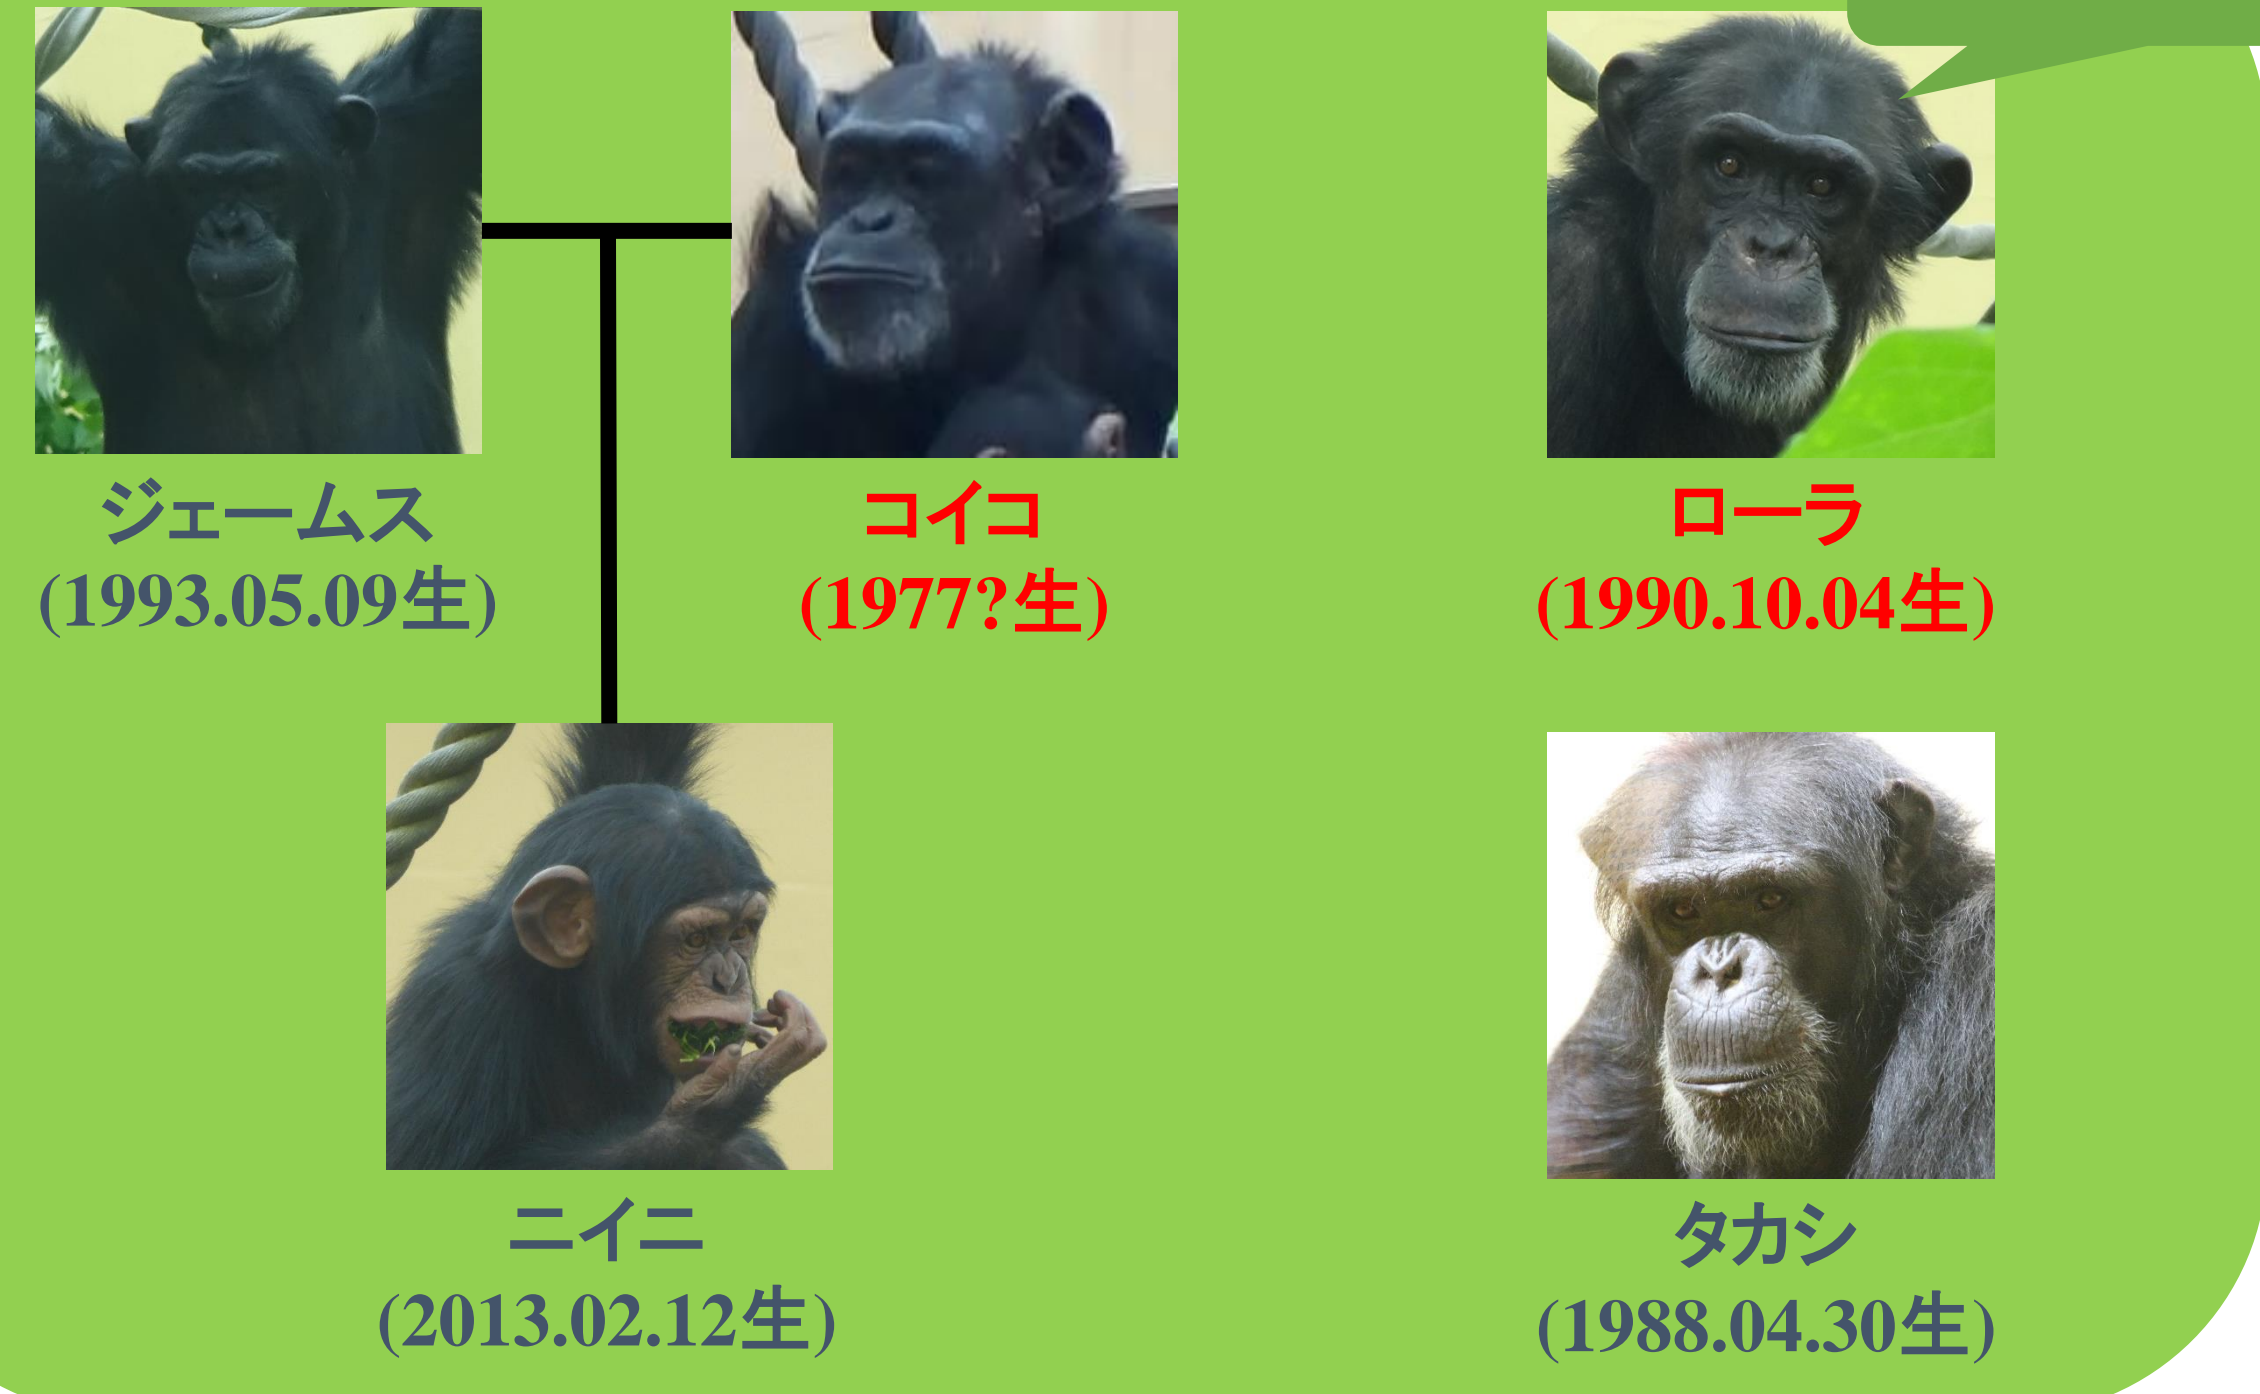 ジェームス
(1993.05.09生)
コイコ
(1977?生)
ローラ
(1990.10.04生)
ニイニ
(2013.02.12生)
タカシ
(1988.04.30生)